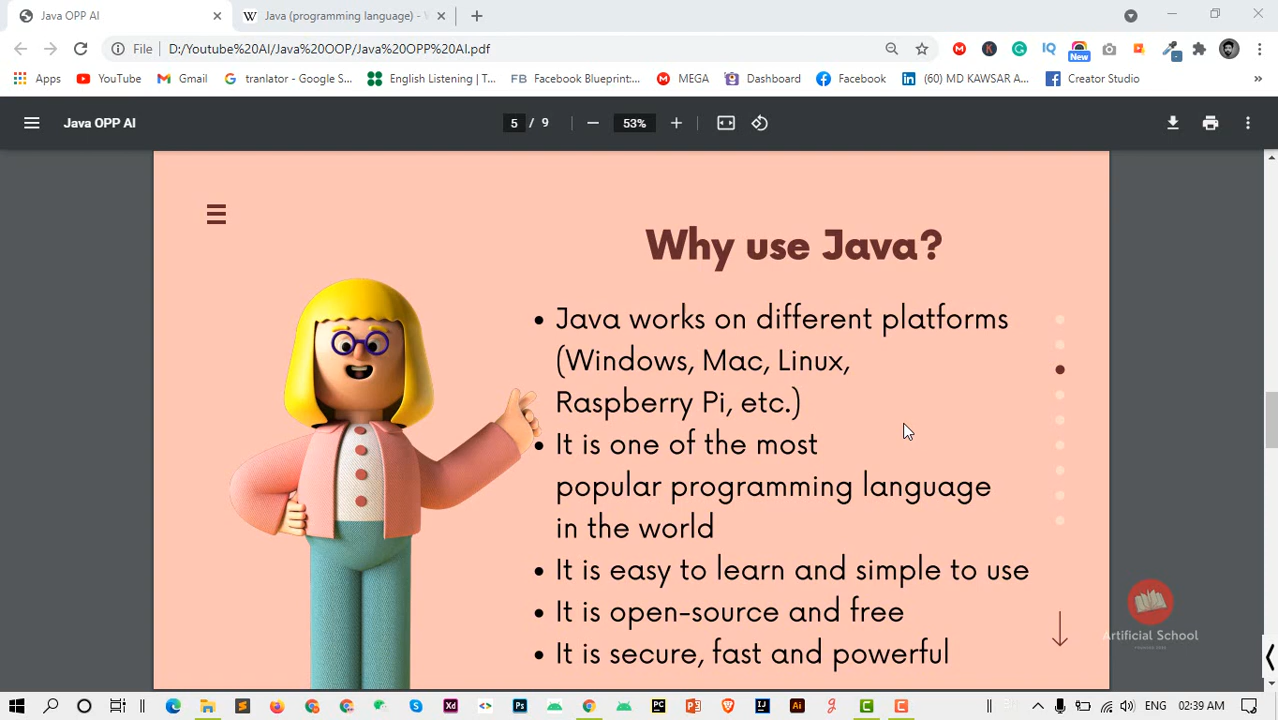 Java OPP AI
Java (programming language) - W
File D:/Youtube%20AI/Java%20OOP/Java%20OPP%20AI.pdf
New
Apps YouTube Gmail tranlator - Google S... English Listening | T... FB Facebook Blueprint:... MEGA Dashboard Facebook (60) MD KAWSAR A... Creator Studio »
Java OPP AI 5 / 9 53%
Why use Java?
• Java works on different platforms
(Windows, Mac, Linux,
Raspberry Pi, etc.)
• It is one of the most
popular programming language
in the world
• It is easy to learn and simple to use
• It is open-source and free
• It is secure, fast and powerful
Artificial School
ENG 02:39 AM